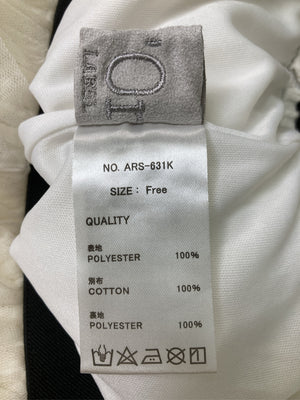 NO. ARS-631K
SIZE : Free
QUALITY
表地
POLYESTER 100%
別布
COTTON 100%
裏地
POLYESTER 100%